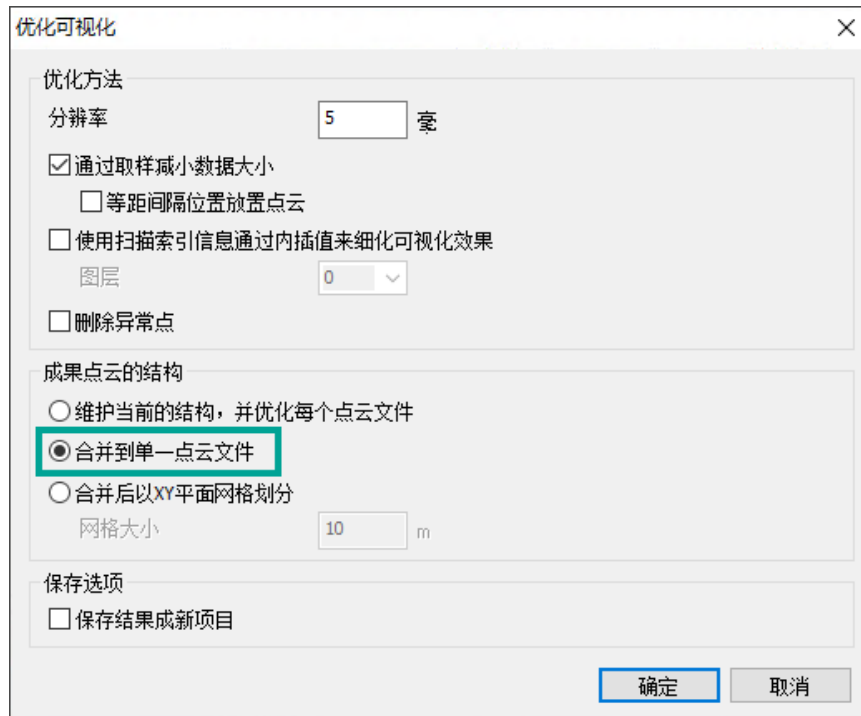 优化可视化
优化方法
分辨率 5 毫
通过取样减小数据大小
等距间隔位置放置点云
使用扫描索引信息通过内插值来细化可视化效果
图层 0
删除异常点
成果点云的结构
维护当前的结构，并优化每个点云文件
合并到单一点云文件
合并后以XY平面网格划分
网格大小 10 m
保存选项
保存结果成新项目
确定 取消